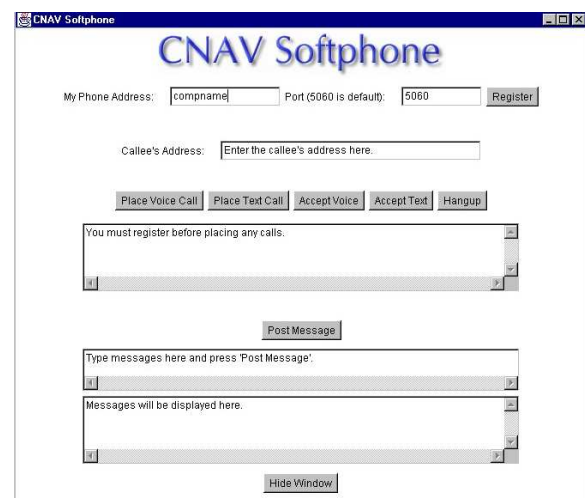 CNAV Softphone
CNAV Softphone
My Phone Address: compname Port (5060 is default): 5060 Register
Callee's Address: Enter the callee's address here.
Place Voice Call Place Text Call Accept Voice Accept Text Hangup
You must register before placing any calls.
Post Message
Type messages here and press 'Post Message'.
Messages will be displayed here.
Hide Window